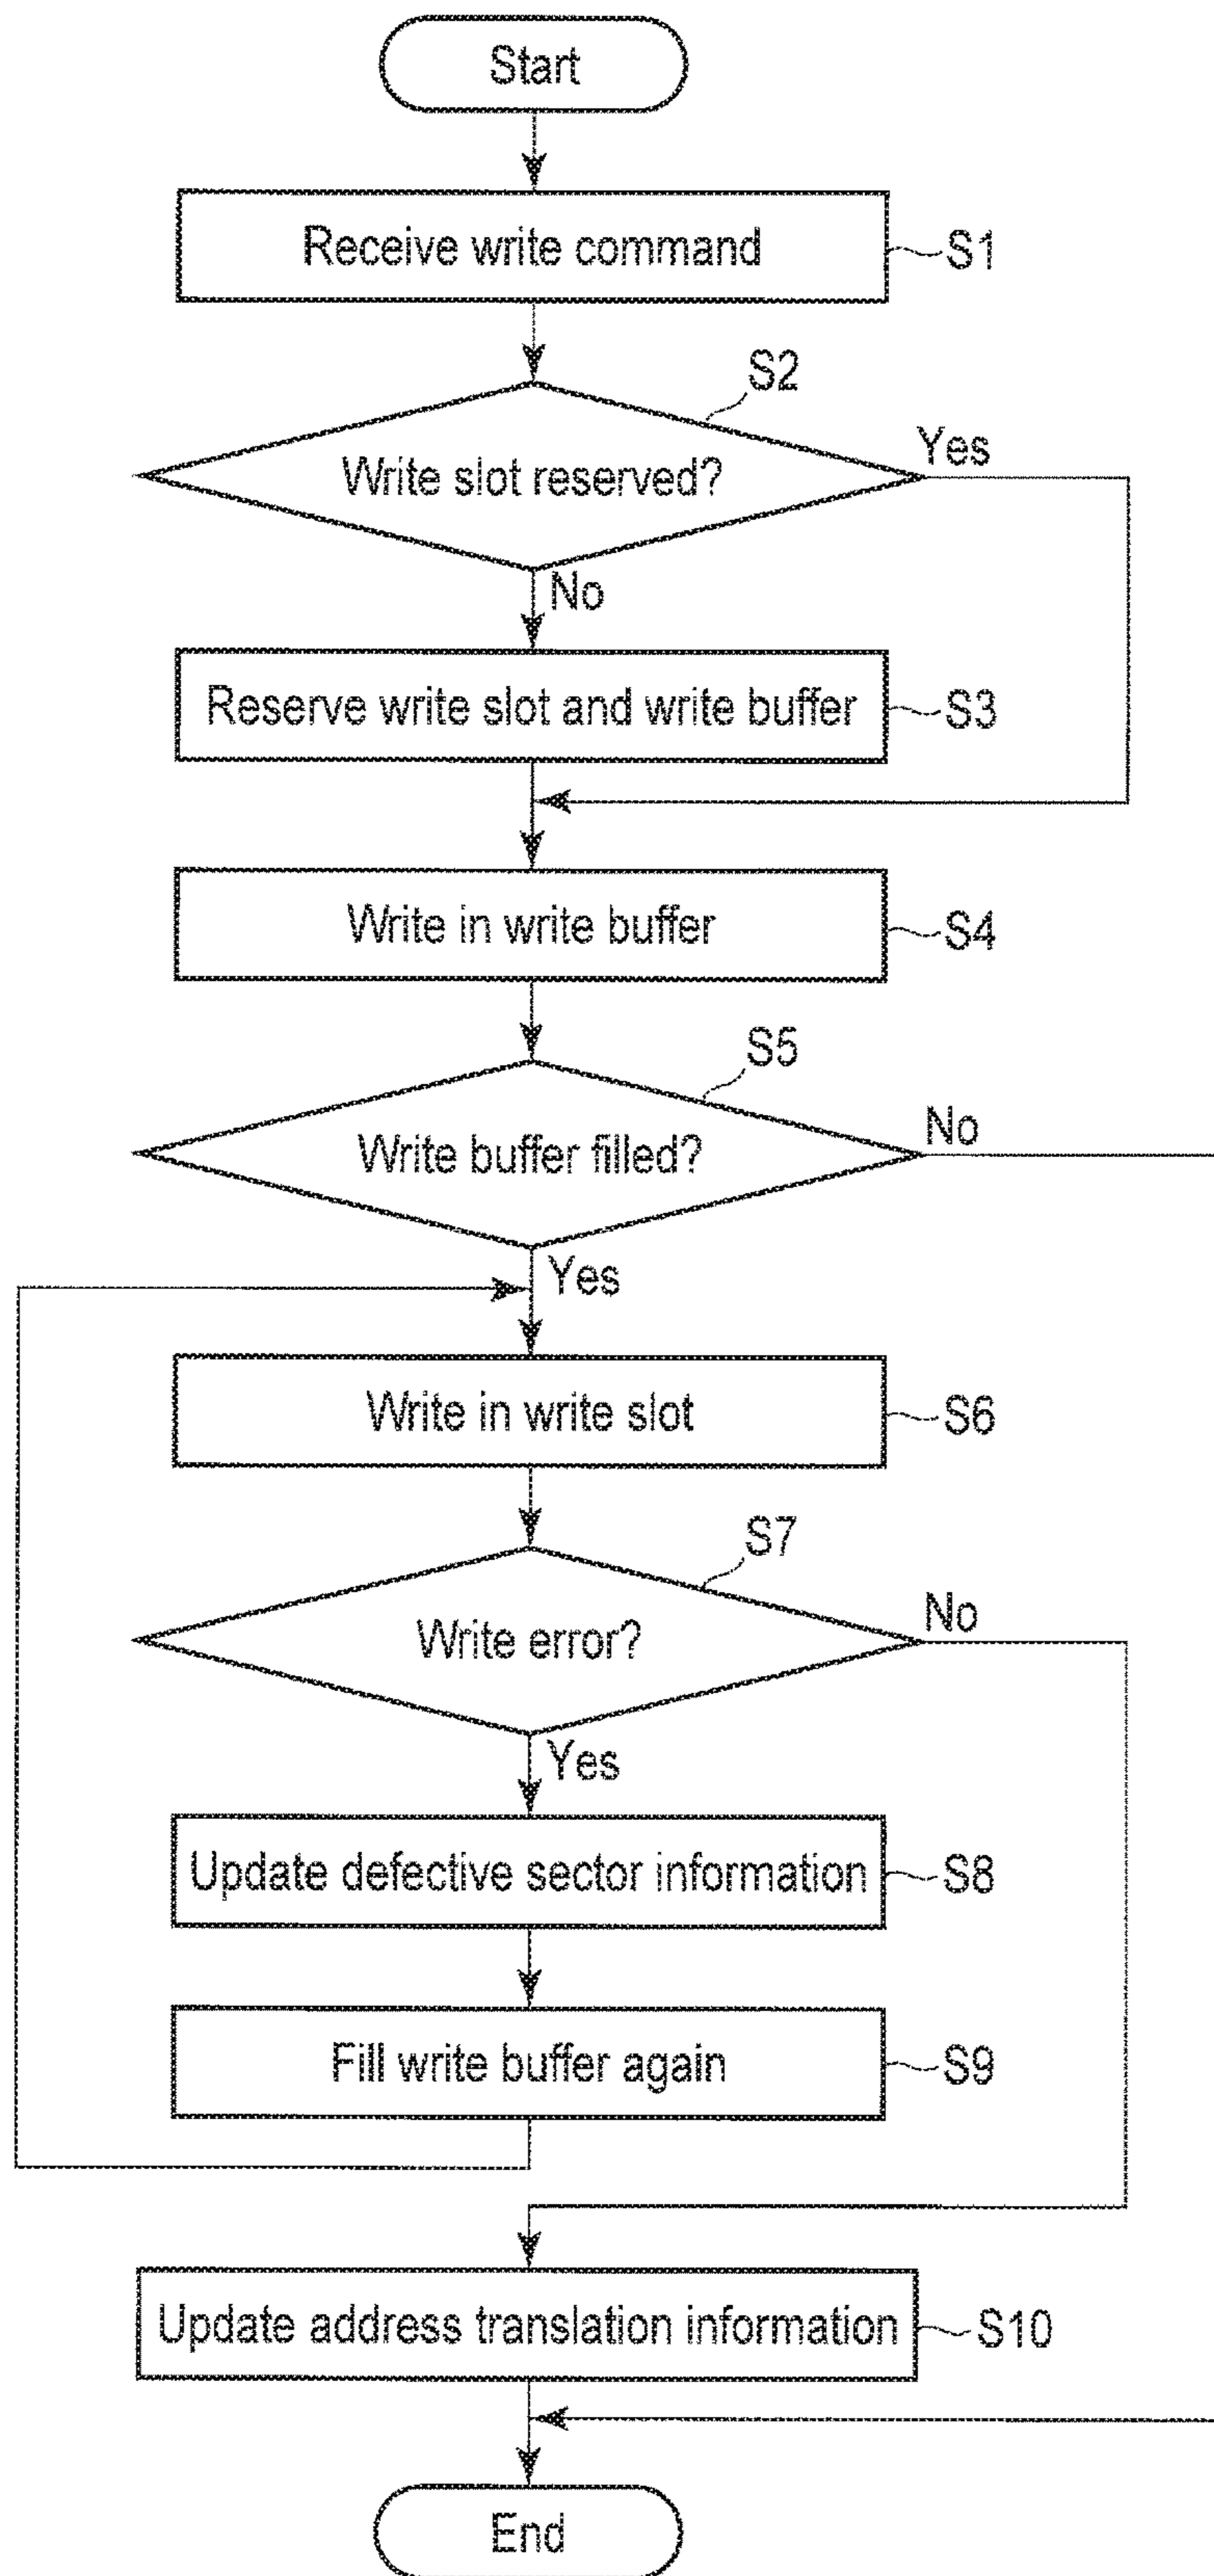 Start
Receive write command
S1
S2
Write slot reserved?
Yes
No
Reserve write slot and write buffer
S3
Write in write buffer
S4
S5
Write buffer filled?
No
Yes
Write in write slot
S6
S7
Write error?
No
Yes
Update defective sector information
S8
Fill write buffer again
S9
Update address translation information
S10
End